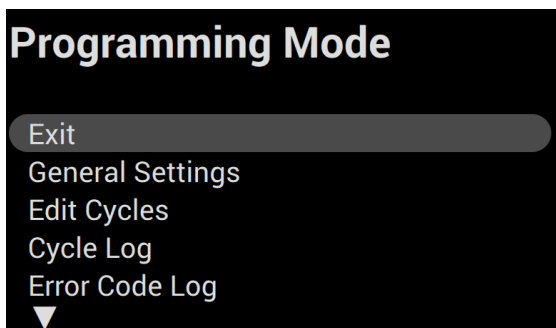 Programming Mode
Exit
General Settings
Edit Cycles
Cycle Log
Error Code Log